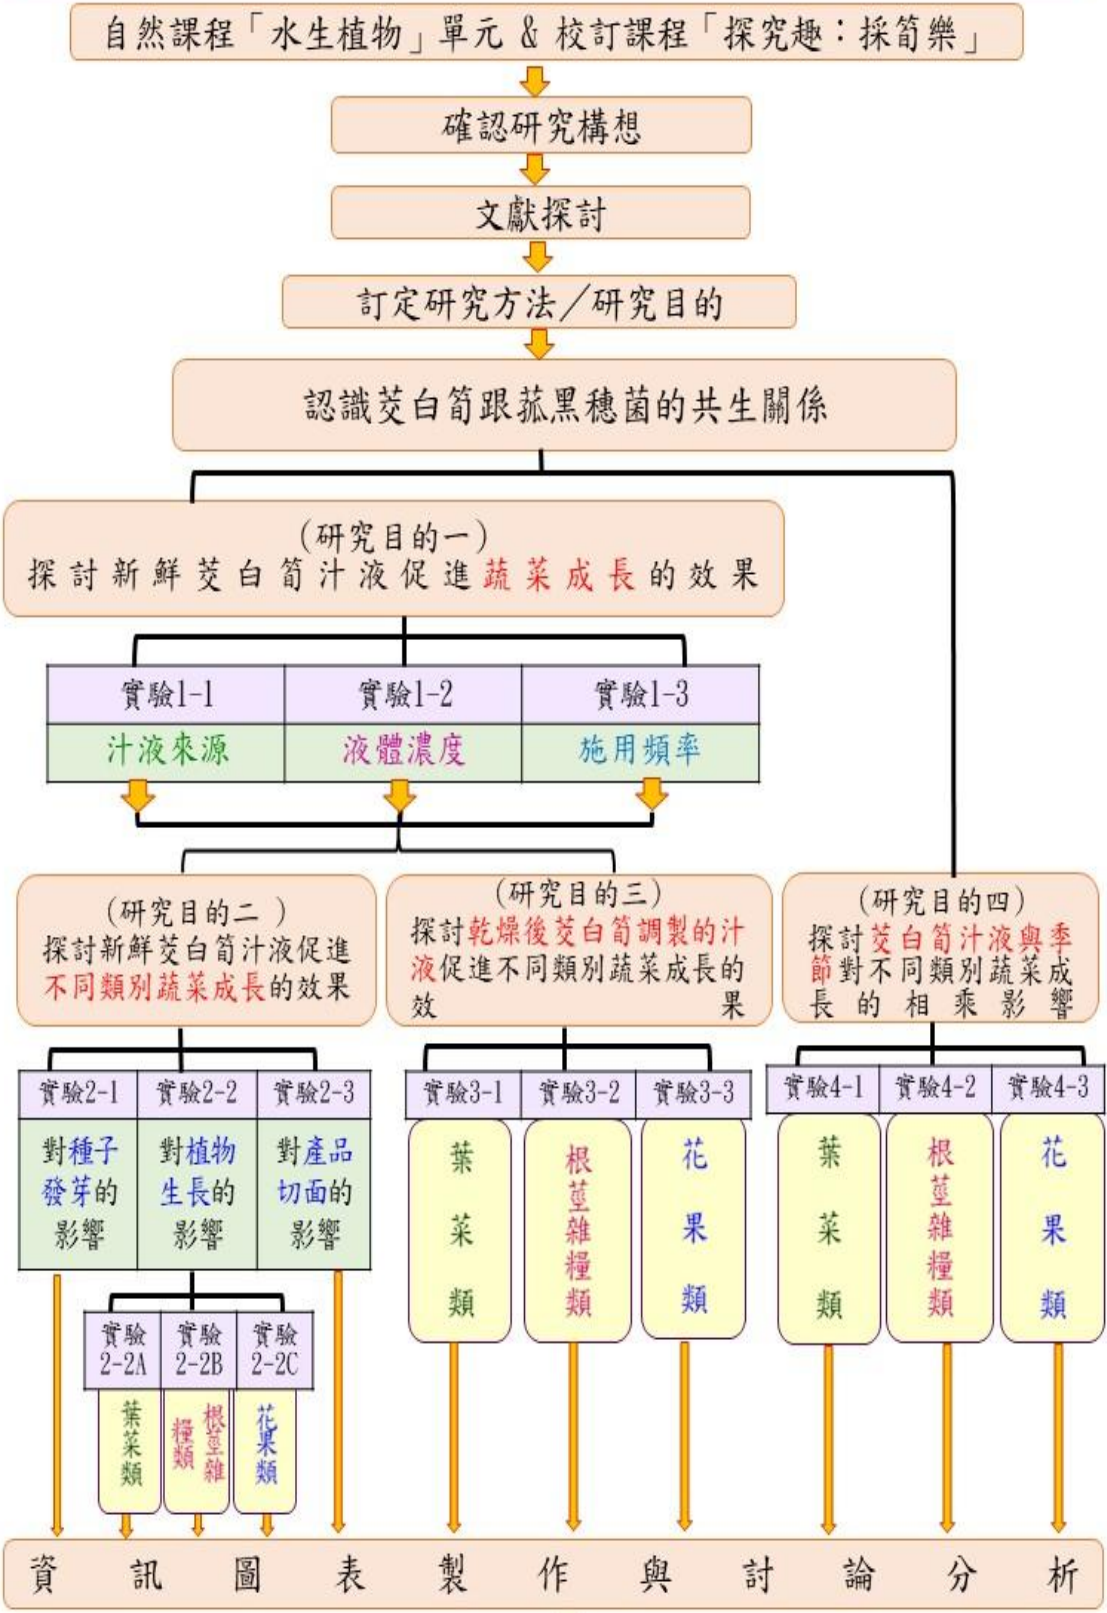 自然課程「水生植物」單元 & 校訂課程「探究趣：採筍樂」
確認研究構想
文獻探討
訂定研究方法／研究目的
認識茭白筍跟菰黑穗菌的共生關係
(研究目的一)
探討新鮮茭白筍汁液促進蔬菜成長的效果
實驗1-1
實驗1-2
實驗1-3
汁液來源
液體濃度
施用頻率
(研究目的二 )
探討新鮮茭白筍汁液促進
不同類別蔬菜成長的效果
(研究目的三)
探討乾燥後茭白筍調製的汁
液促進不同類別蔬菜成長的
效果
(研究目的四)
探討茭白筍汁液與季
節對不同類別蔬菜成
長的相乘影響
實驗2-1
實驗2-2
實驗2-3
對種子
發芽的
影響
對植物
生長的
影響
對產品
切面的
影響
實驗
2-2A
實驗
2-2B
實驗
2-2C
葉菜類
根莖雜
糧類
花果類
實驗3-1
實驗3-2
實驗3-3
葉菜類
根莖雜糧類
花果類
實驗4-1
實驗4-2
實驗4-3
葉菜類
根莖雜糧類
花果類
資訊圖表製作與討論分析